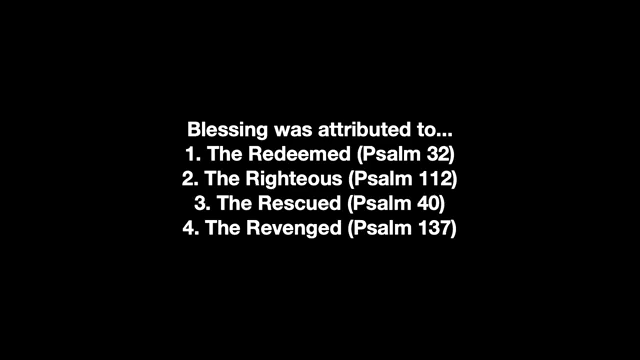 Blessing was attributed to...
1. The Redeemed (Psalm 32)
2. The Righteous (Psalm 112)
3. The Rescued (Psalm 40)
4. The Revenged (Psalm 137)